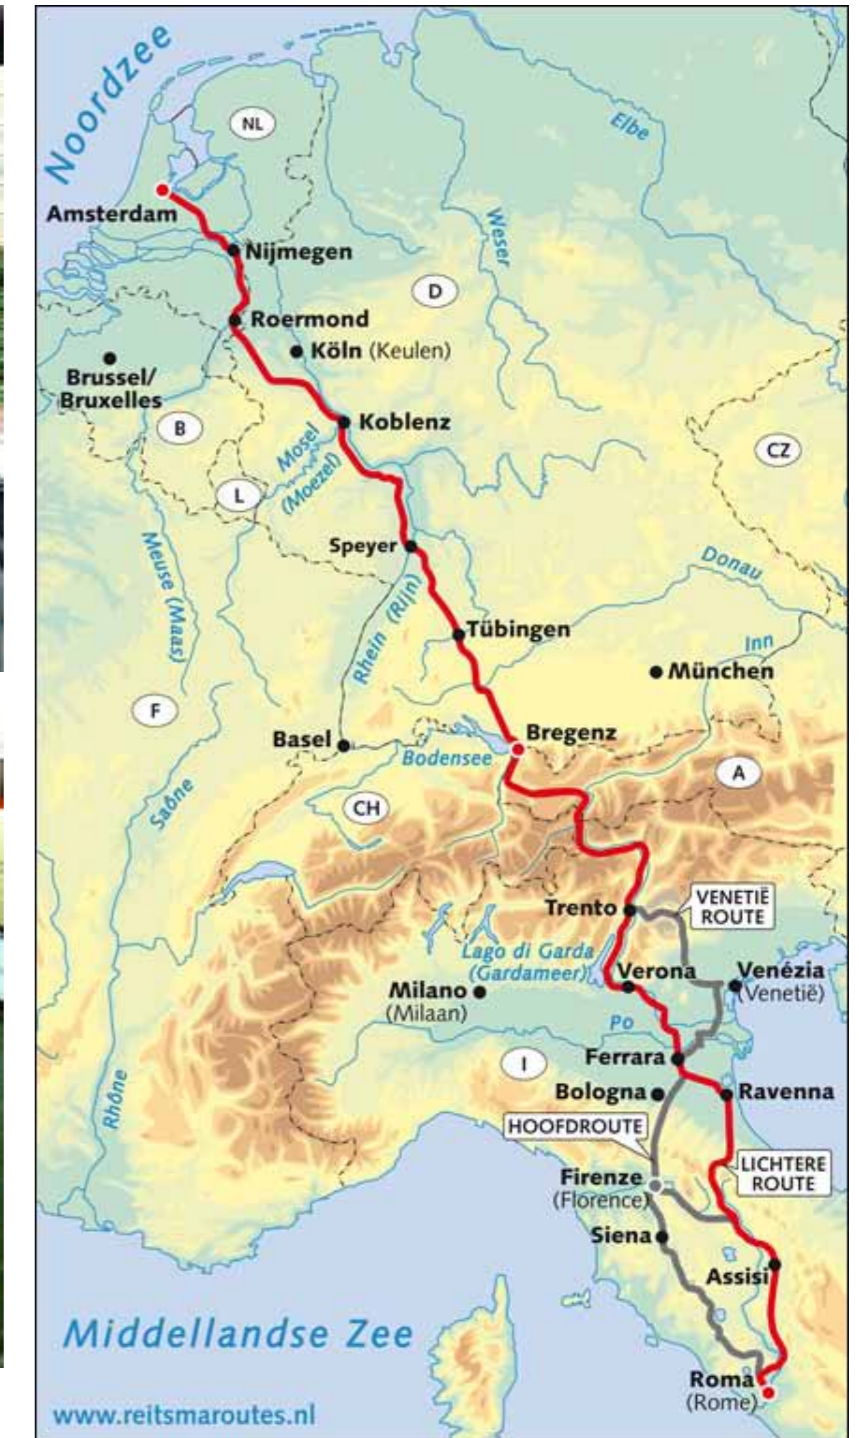 Noordzee
Elbe
NL
Amsterdam
Weser
Nijmegen
D
Roermond
Köln (Keulen)
Brussel/
Bruxelles
B
Koblenz
Mosel
(Moezel)
CZ
L
Meuse (Maas)
Speyer
Donau
Rhein (Rijn)
Tübingen
Inn
München
F
Bregenz
Basel
Bodensee
A
Saône
CH
VENETIË
ROUTE
Trento
Lago di Garda
(Gardameer)
Verona
Venézia
(Venetië)
Milano
(Milaan)
Po
Ferrara
I
Bologna
Ravenna
Rhône
HOOFDROUTE
LICHTERE
ROUTE
Firenze
(Florence)
Siena
Assisi
Middellandse Zee
Roma
(Rome)
www.reitsmaroutes.nl